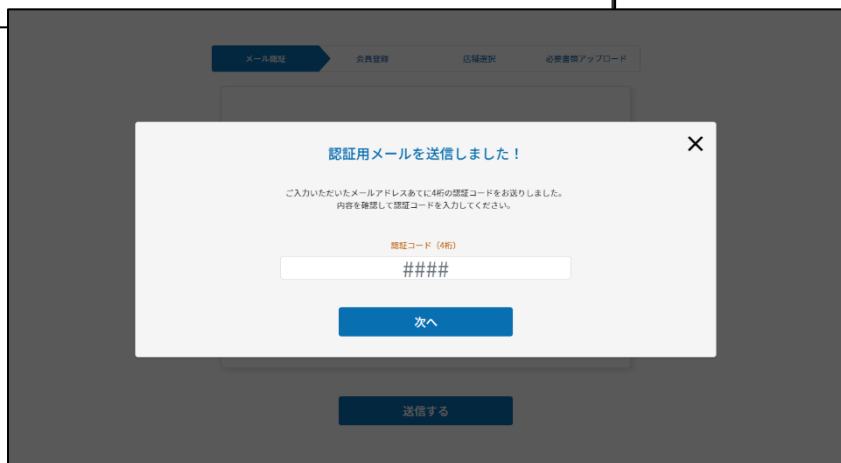 メール認証
会員登録
店舗選択
必要書類アップロード
認証用メールを送信しました！
ご入力いただいたメールアドレスあてに4桁の認証コードをお送りしました。
内容を確認して認証コードを入力してください。
認証コード（4桁）
####
次へ
送信する